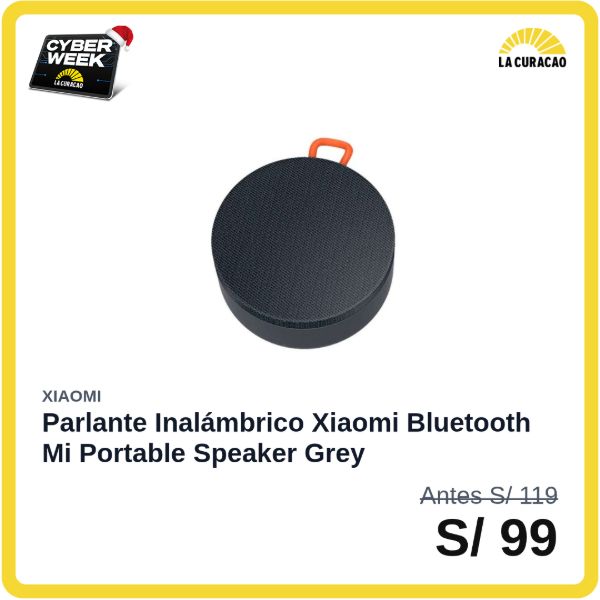 CYBER
WEEK
LA CURACAO
LA CURACAO
XIAOMI
Parlante Inalámbrico Xiaomi Bluetooth
Mi Portable Speaker Grey
Antes S/ 119
S/ 99